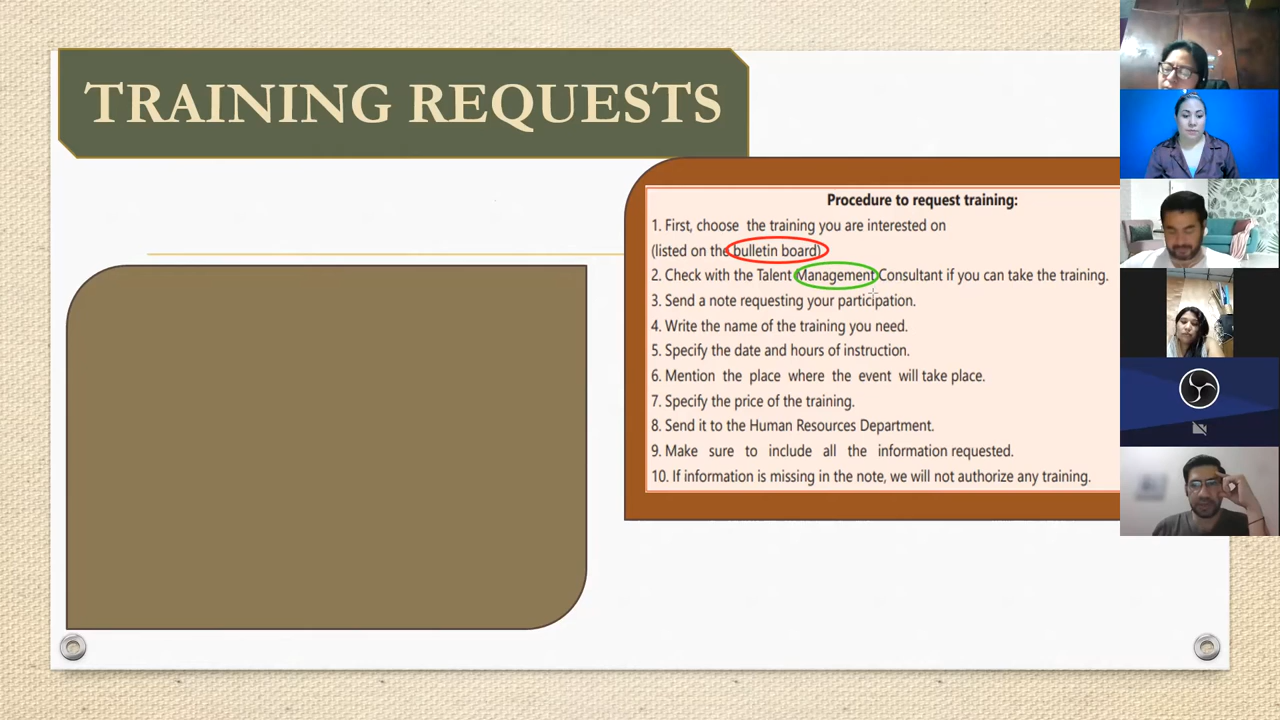 TRAINING REQUESTS
Procedure to request training:
1. First, choose the training you are interested on
(listed on the bulletin board)
2. Check with the Talent Management Consultant if you can take the training.
3. Send a note requesting your participation.
4. Write the name of the training you need.
5. Specify the date and hours of instruction.
6. Mention the place where the event will take place.
7. Specify the price of the training.
8. Send it to the Human Resources Department.
9. Make sure to include all the information requested.
10. If information is missing in the note, we will not authorize any training.